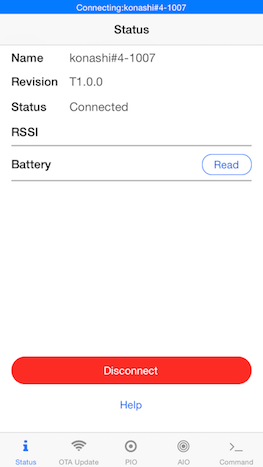 Connecting:konashi#4-1007
Status
Name konashi#4-1007
Revision T1.0.0
Status Connected
RSSI
Battery Read
Disconnect
Help
Status OTA Update PIO AIO Command